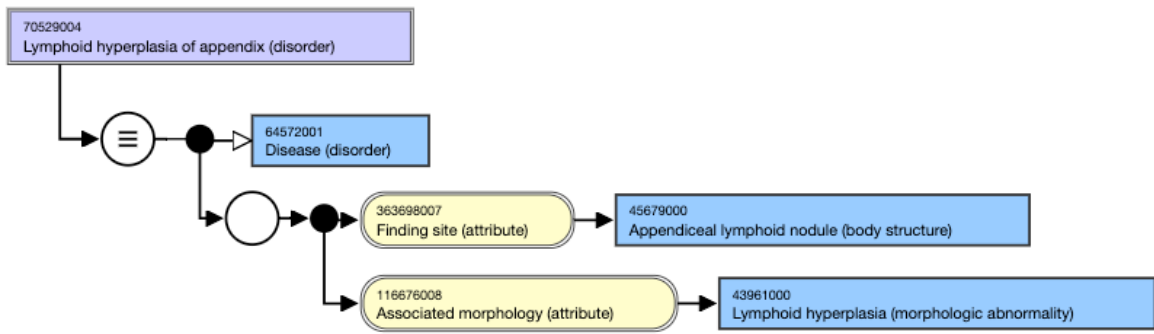 70529004
Lymphoid hyperplasia of appendix (disorder)
≡
64572001
Disease (disorder)
363698007
Finding site (attribute)
45679000
Appendiceal lymphoid nodule (body structure)
116676008
Associated morphology (attribute)
43961000
Lymphoid hyperplasia (morphologic abnormality)